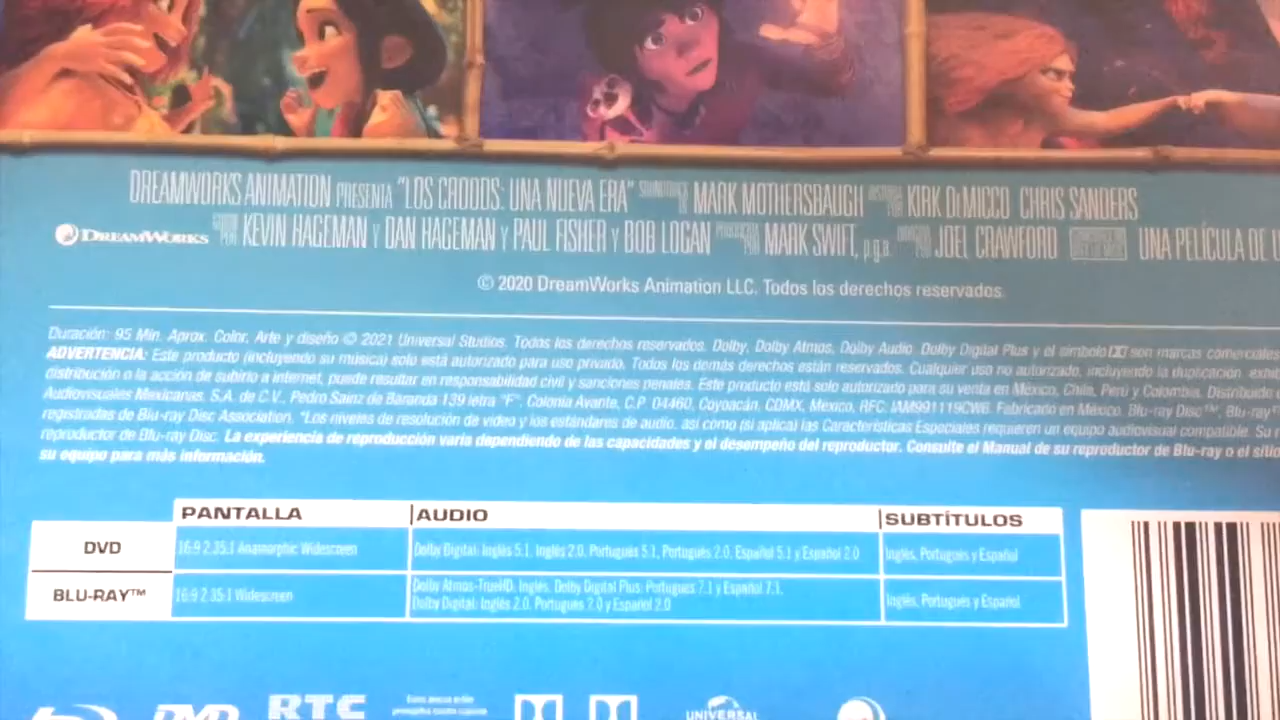 DREAMWORKS ANIMATION PRESENTA "LOS CROODS: UNA NUEVA ERA" MARK MOTHERSBAUGH KIRK DeMICCO CHRIS SANDERS
DREAMWORKS POR KEVIN HAGEMAN Y DAN HAGEMAN Y PAUL FISHER Y BOB LOGAN MARK SWIFT, p.g.a. JOEL CRAWFORD UNA PELÍCULA DE
© 2020 DreamWorks Animation LLC. Todos los derechos reservados.
Duración: 95 Min. Aprox. Color. Arte y diseño © 2021 Universal Studios. Todos los derechos reservados. Dolby, Dolby Atmos, Dolby Audio, Dolby Digital Plus y el símbolo son marcas comerciales
ADVERTENCIA: Este producto (incluyendo su música) solo está autorizado para uso privado. Todos los demás derechos están reservados. Cualquier uso no autorizado, incluyendo la duplicación, exhib
distribución o la acción de subirlo a internet, puede resultar en responsabilidad civil y sanciones penales. Este producto está solo autorizado para su venta en México, Chile, Perú y Colombia. Distribuido
Audiovisuales Mexicanas, S.A. de C.V., Pedro Sainz de Baranda 139 letra "F", Colonia Avante, C.P. 04460, Coyoacán, CDMX, México, RFC: Fabricado en México. Blu-ray Disc™, Blu-ray™
registradas de Blu-ray Disc Association. *Los niveles de resolución de video y los estándares de audio, así como (si aplica) las Características Especiales requieren un equipo audiovisual compatible. Su
reproductor de Blu-ray Disc. La experiencia de reproducción varía dependiendo de las capacidades y el desempeño del reproductor. Consulte el Manual de su reproductor de Blu-ray o el sitio
su equipo para más información.
PANTALLA AUDIO SUBTÍTULOS
DVD 16:9 2.35:1 Anamorphic Widescreen Dolby Digital: Inglés 5.1, Inglés 2.0, Portugués 5.1, Portugués 2.0, Español 5.1 y Español 2.0 Inglés, Portugués y Español
BLU-RAY™ 16:9 2.35:1 Widescreen Dolby Atmos-TrueHD: Inglés, Dolby Digital Plus: Portugués 7.1 y Español 7.1,
Dolby Digital: Inglés 2.0, Portugués 2.0 y Español 2.0 Inglés, Portugués y Español
DVD RTC UNIVERSAL